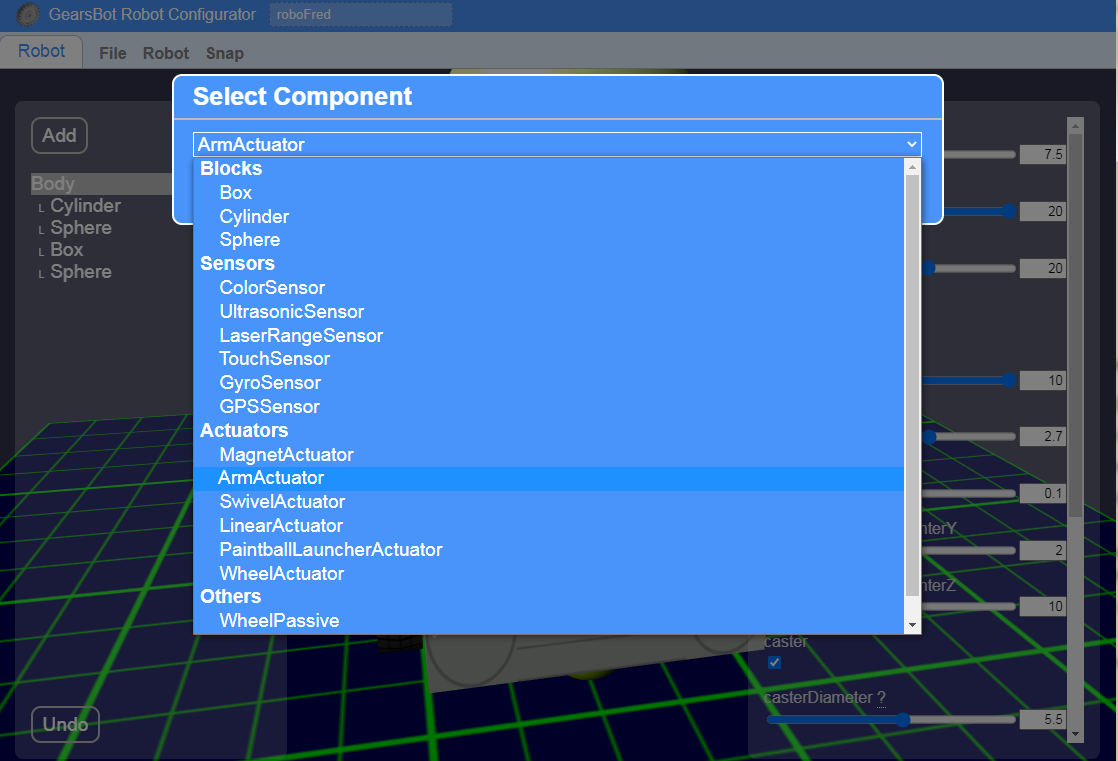 GearsBot Robot Configurator roboFred
Robot File Robot Snap
Select Component
Add
ArmActuator
7.5
Blocks
Body
Box
Cylinder
Cylinder
20
Sphere
Sphere
Box
Sensors
20
Sphere
ColorSensor
UltrasonicSensor
LaserRangeSensor
TouchSensor
GyroSensor
10
GPSSensor
Actuators
2.7
MagnetActuator
ArmActuator
0.1
SwivelActuator
LinearActuator
nterY
PaintballLauncherActuator
2
WheelActuator
nterZ
Others
10
WheelPassive
caster
casterDiameter ?
Undo
5.5